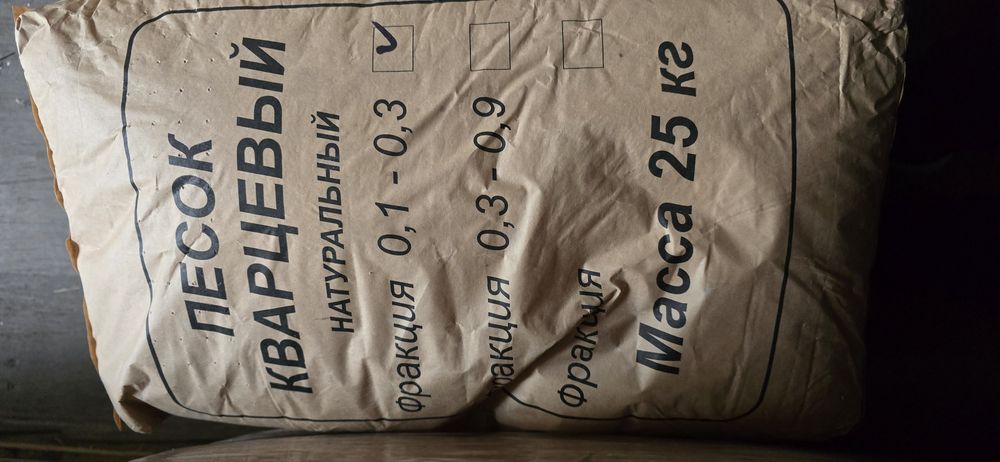 ПЕСОК
КВАРЦЕВЫЙ
НАТУРАЛЬНЫЙ
Фракция 0,1 - 0,3
Фракция 0,3 - 0,9
Фракция
Масса 25 кг